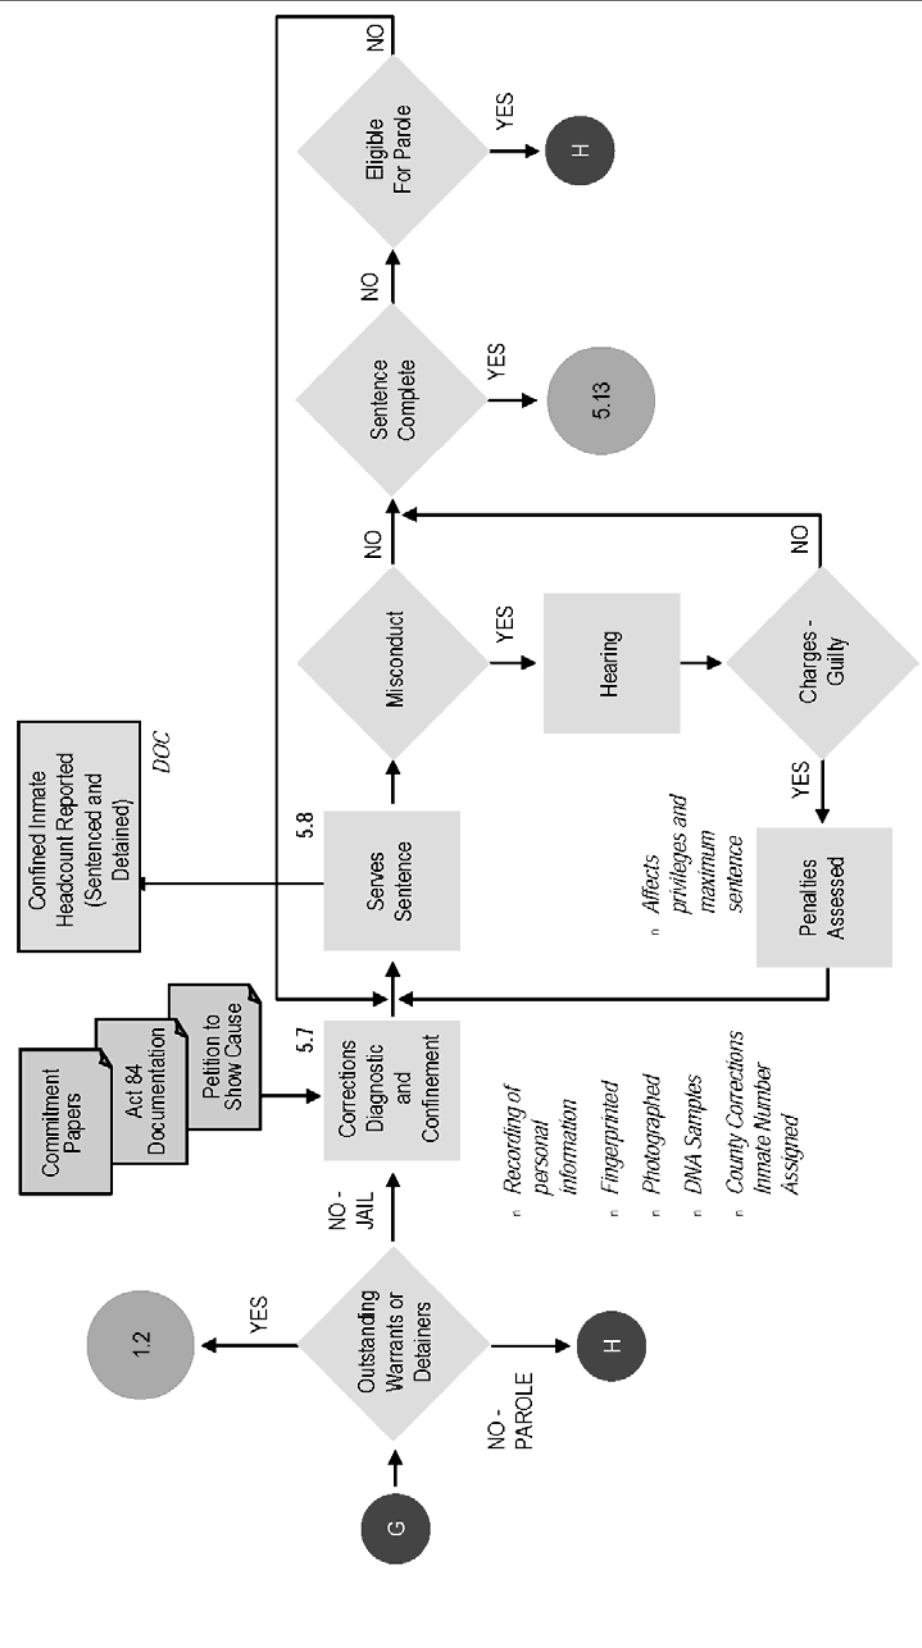 G
Outstanding
Warrants or
Detainers
YES
1.2
NO -
PAROLE
H
NO -
JAIL
Commitment
Papers
Act 84
Documentation
Petition to
Show Cause
5.7
Corrections
Diagnostic
and
Confinement
n Recording of
personal
information
n Fingerprinted
n Photographed
n DNA Samples
n County Corrections
Inmate Number
Assigned
Confined Inmate
Headcount Reported
(Sentenced and
Detained)
DOC
5.8
Serves
Sentence
Misconduct
YES
Hearing
Charges -
Guilty
YES
Penalties
Assessed
n Affects
privileges and
maximum
sentence
NO
NO
Sentence
Complete
YES
5.13
NO
Eligible
For Parole
YES
H
NO